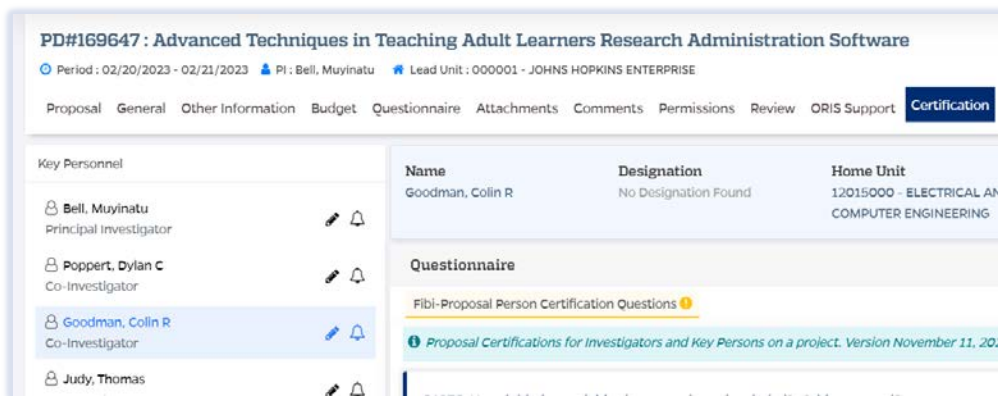 PD#169647 : Advanced Techniques in Teaching Adult Learners Research Administration Software
Period : 02/20/2023 - 02/21/2023 PI : Bell, Muyinatu Lead Unit : 000001 - JOHNS HOPKINS ENTERPRISE
Proposal General Other Information Budget Questionnaire Attachments Comments Permissions Review ORIS Support Certification
Key Personnel
Bell, Muyinatu
Principal Investigator
Poppert, Dylan C
Co-Investigator
Goodman, Colin R
Co-Investigator
Judy, Thomas
Name Designation Home Unit
Goodman, Colin R No Designation Found 12015000 - ELECTRICAL AN
COMPUTER ENGINEERING
Questionnaire
Fibi-Proposal Person Certification Questions
Proposal Certifications for Investigators and Key Persons on a project. Version November 11, 202